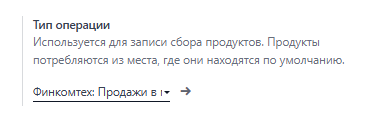 Тип операции
Используется для записи сбора продуктов. Продукты
потребляются из места, где они находятся по умолчанию.
Финкомтех: Продажи в